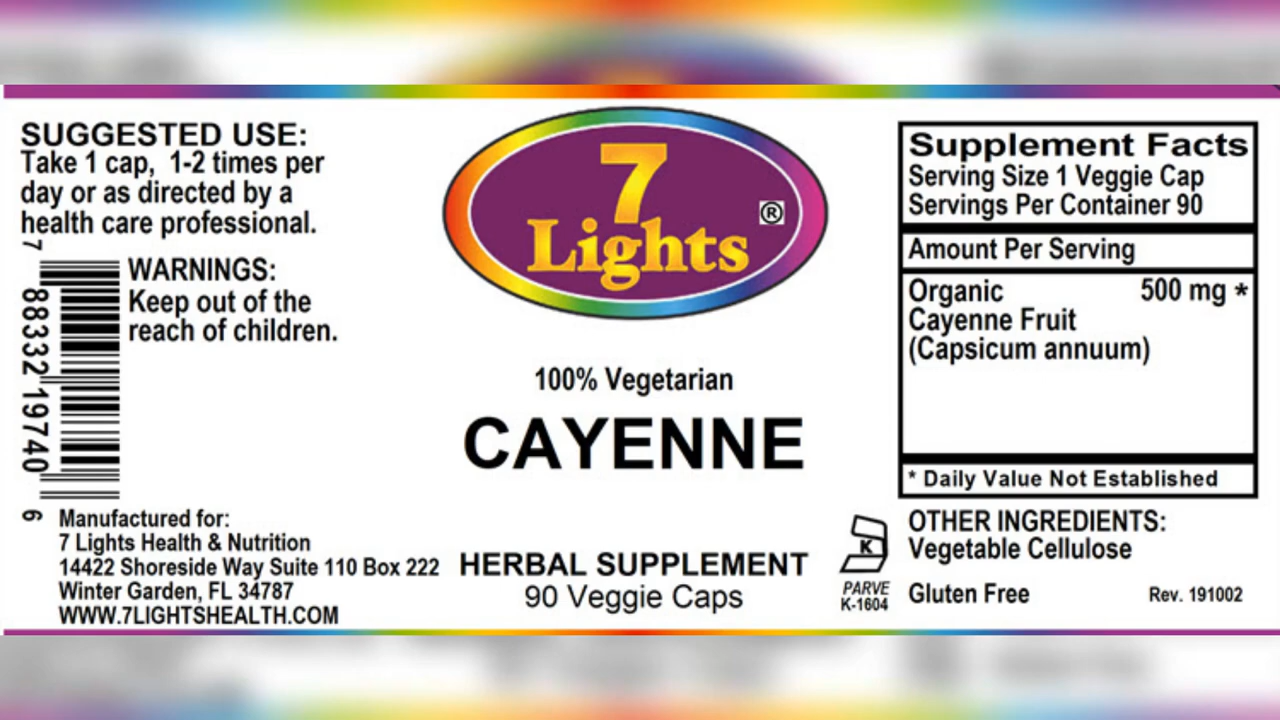 SUGGESTED USE:
Take 1 cap, 1-2 times per
day or as directed by a
health care professional.
WARNINGS:
Keep out of the
reach of children.
7 88332 19740 6
Manufactured for:
7 Lights Health & Nutrition
14422 Shoreside Way Suite 110 Box 222
Winter Garden, FL 34787
WWW.7LIGHTSHEALTH.COM
7
Lights ®
100% Vegetarian
CAYENNE
HERBAL SUPPLEMENT
90 Veggie Caps
K
PARVE
K-1604
Supplement Facts
Serving Size 1 Veggie Cap
Servings Per Container 90
Amount Per Serving
Organic 500 mg *
Cayenne Fruit
(Capsicum annuum)
* Daily Value Not Established
OTHER INGREDIENTS:
Vegetable Cellulose
Gluten Free Rev. 191002